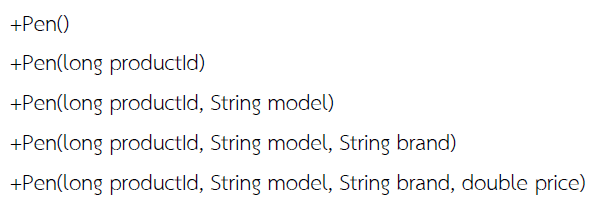 +Pen()
+Pen(long productId)
+Pen(long productId, String model)
+Pen(long productId, String model, String brand)
+Pen(long productId, String model, String brand, double price)